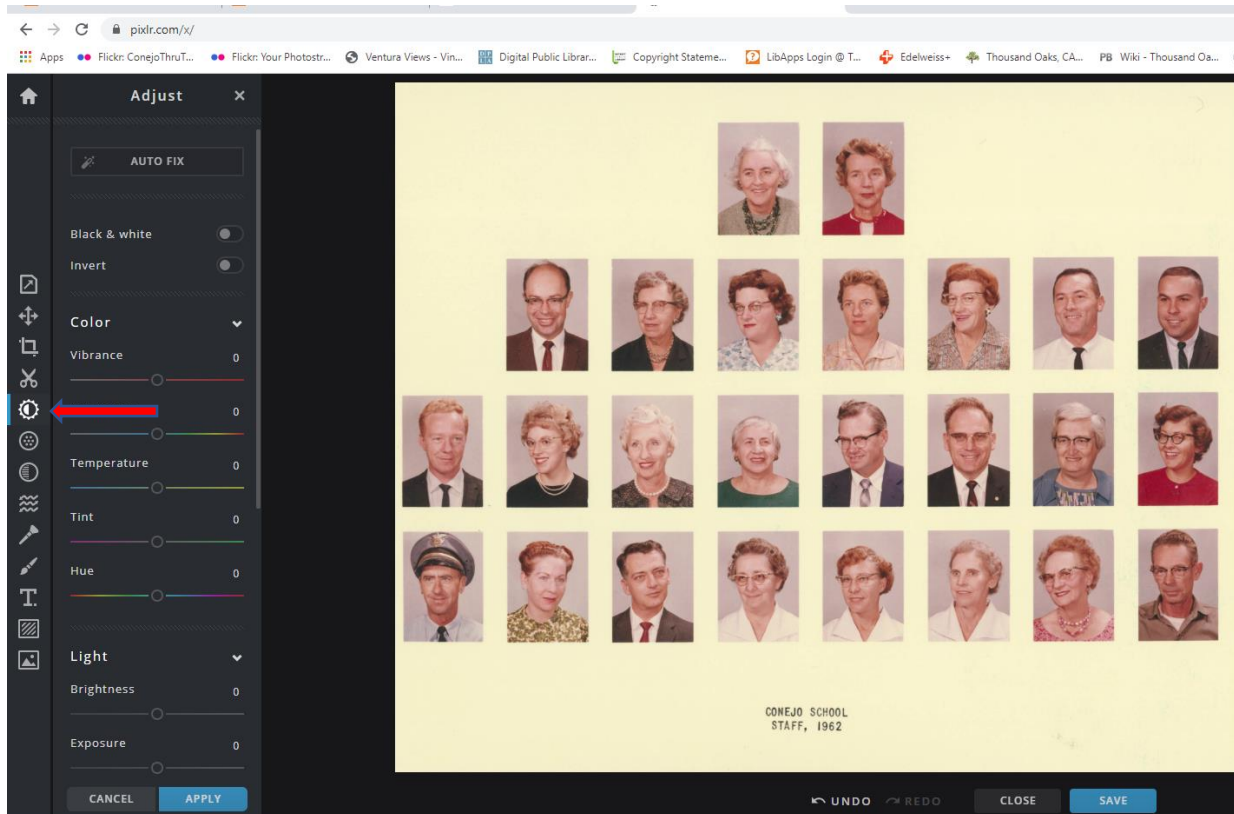 pixlr.com/x/
Apps Flickr: ConejoThruT... Flickr: Your Photostr... Ventura Views - Vin... Digital Public Librar... Copyright Stateme... LibApps Login @ T... Edelweiss+ Thousand Oaks, CA... PB Wiki - Thousand Oa...
Adjust ×
AUTO FIX
Black & white
Invert
Color
Vibrance 0
0
Temperature 0
Tint 0
Hue 0
Light
Brightness 0
Exposure 0
CANCEL APPLY
CONEJO SCHOOL
STAFF, 1962
UNDO REDO CLOSE SAVE